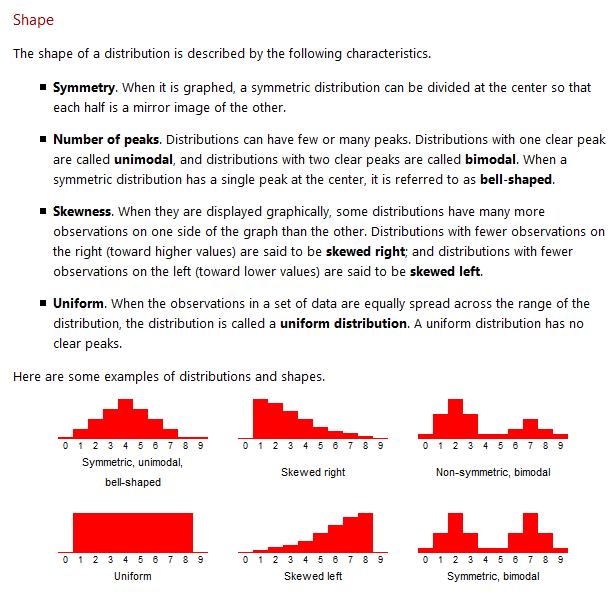 Shape
The shape of a distribution is described by the following characteristics.
Symmetry. When it is graphed, a symmetric distribution can be divided at the center so that
each half is a mirror image of the other.
Number of peaks. Distributions can have few or many peaks. Distributions with one clear peak
are called unimodal, and distributions with two clear peaks are called bimodal. When a
symmetric distribution has a single peak at the center, it is referred to as bell-shaped.
Skewness. When they are displayed graphically, some distributions have many more
observations on one side of the graph than the other. Distributions with fewer observations on
the right (toward higher values) are said to be skewed right; and distributions with fewer
observations on the left (toward lower values) are said to be skewed left.
Uniform. When the observations in a set of data are equally spread across the range of the
distribution, the distribution is called a uniform distribution. A uniform distribution has no
clear peaks.
Here are some examples of distributions and shapes.
0 1 2 3 4 5 6 7 8 9
Symmetric, unimodal,
bell-shaped
0 1 2 3 4 5 6 7 8 9
Skewed right
0 1 2 3 4 5 6 7 8 9
Non-symmetric, bimodal
0 1 2 3 4 5 6 7 8 9
Uniform
0 1 2 3 4 5 6 7 8 9
Skewed left
0 1 2 3 4 5 6 7 8 9
Symmetric, bimodal